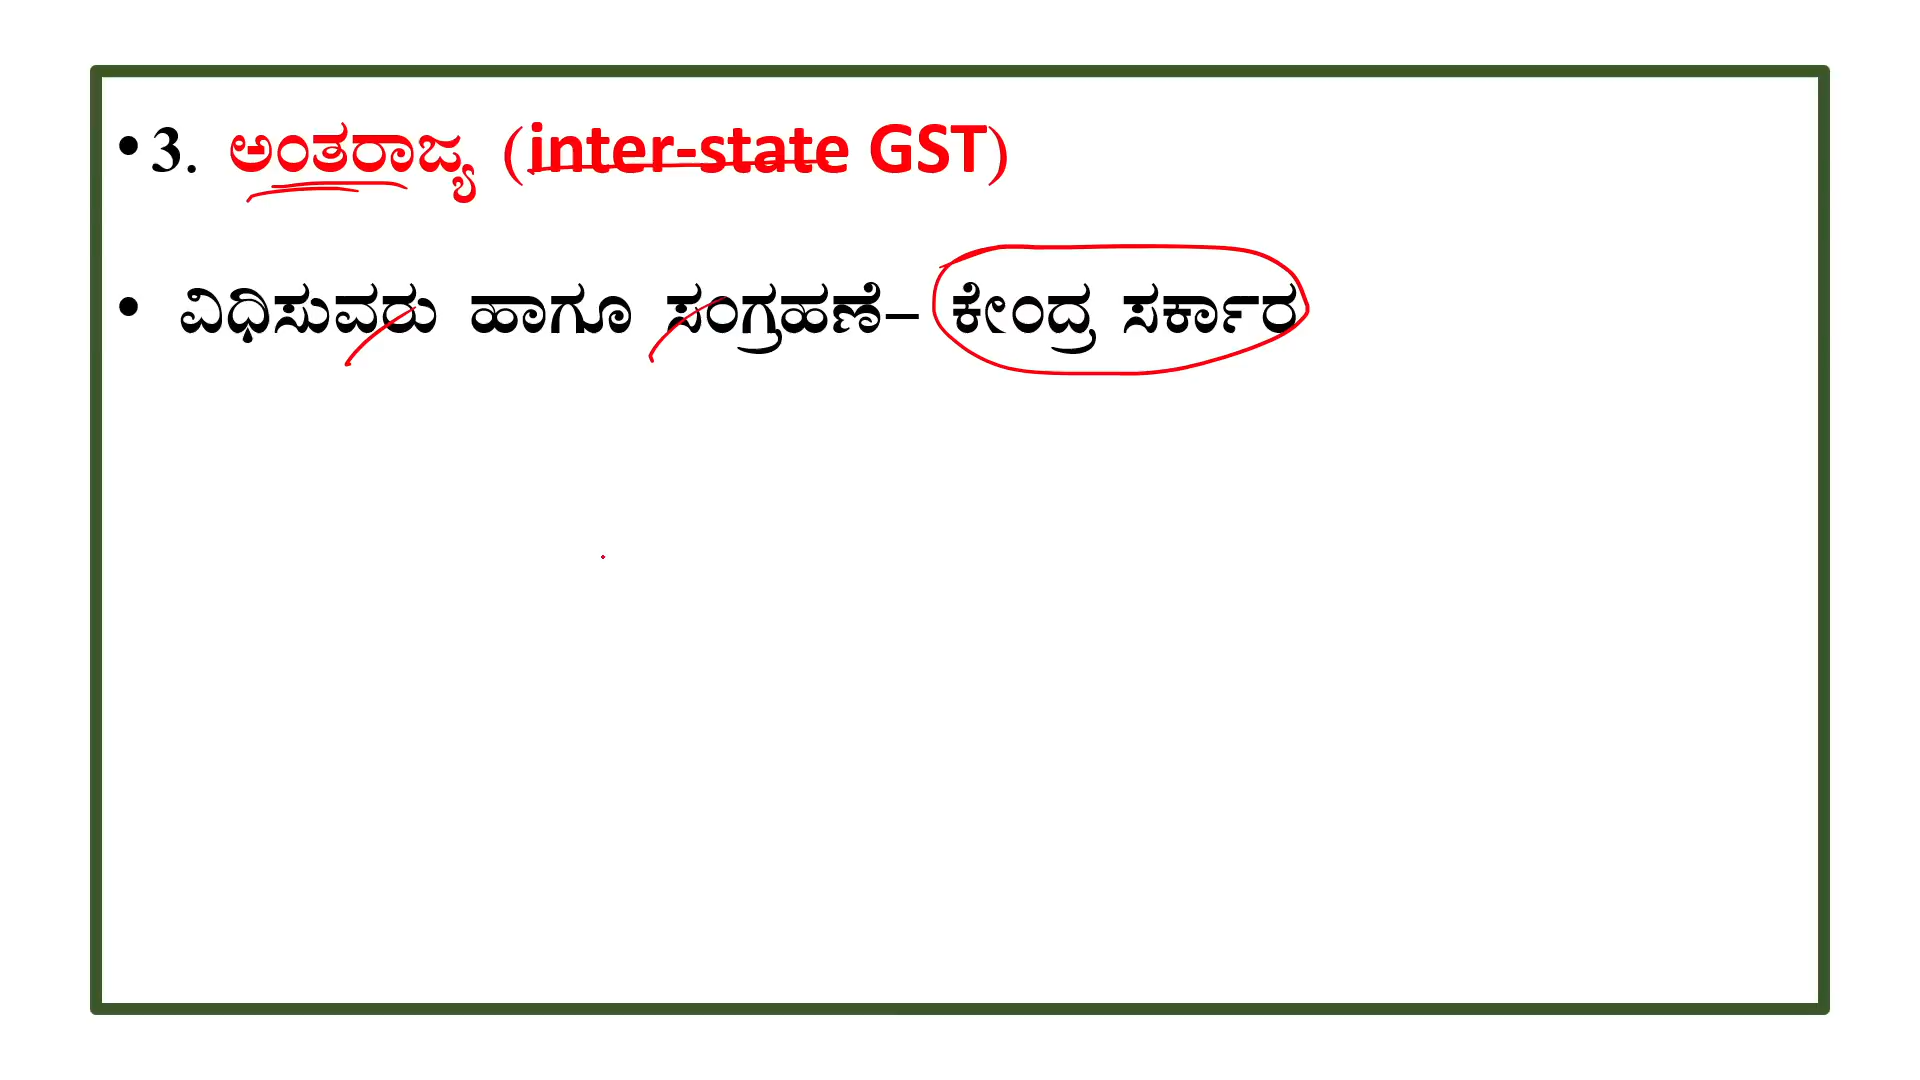 • 3. ಅಂತರಾಜ್ಯ (inter-state GST)
• ವಿಧಿಸುವರು ಹಾಗೂ ಸಂಗ್ರಹಣೆ– ಕೇಂದ್ರ ಸರ್ಕಾರ